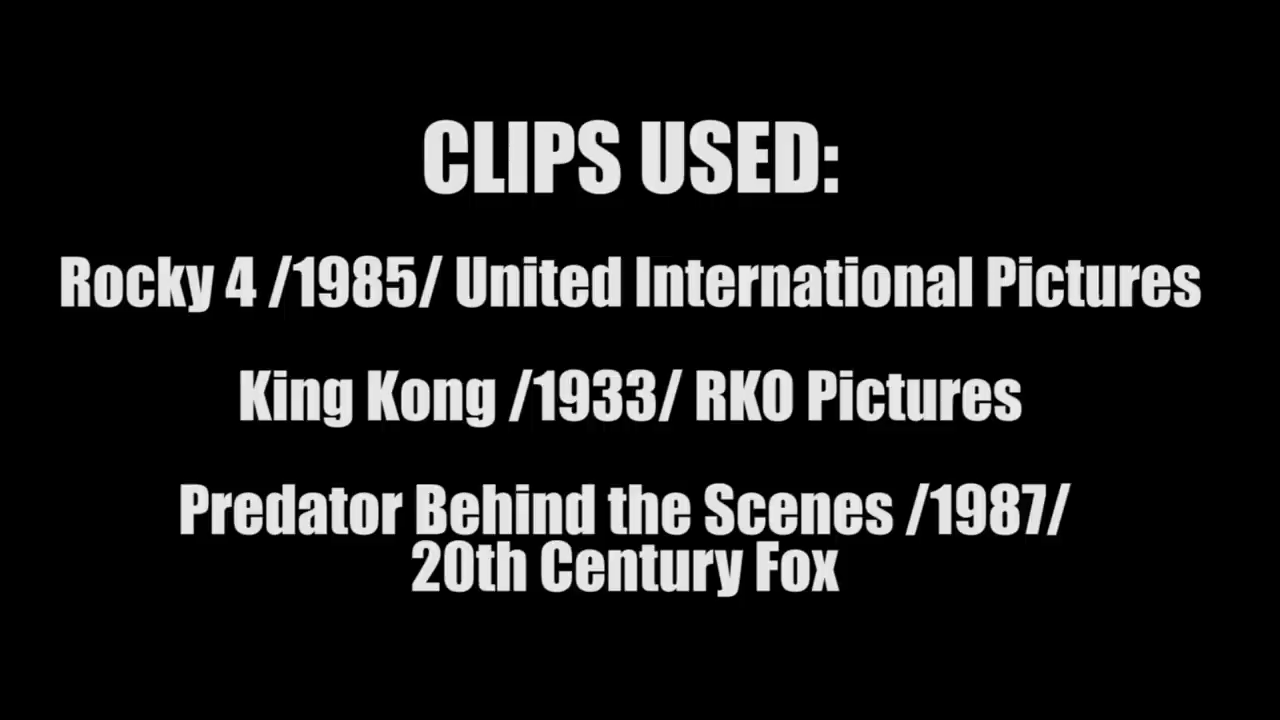 CLIPS USED:
Rocky 4 /1985/ United International Pictures
King Kong /1933/ RKO Pictures
Predator Behind the Scenes /1987/
20th Century Fox